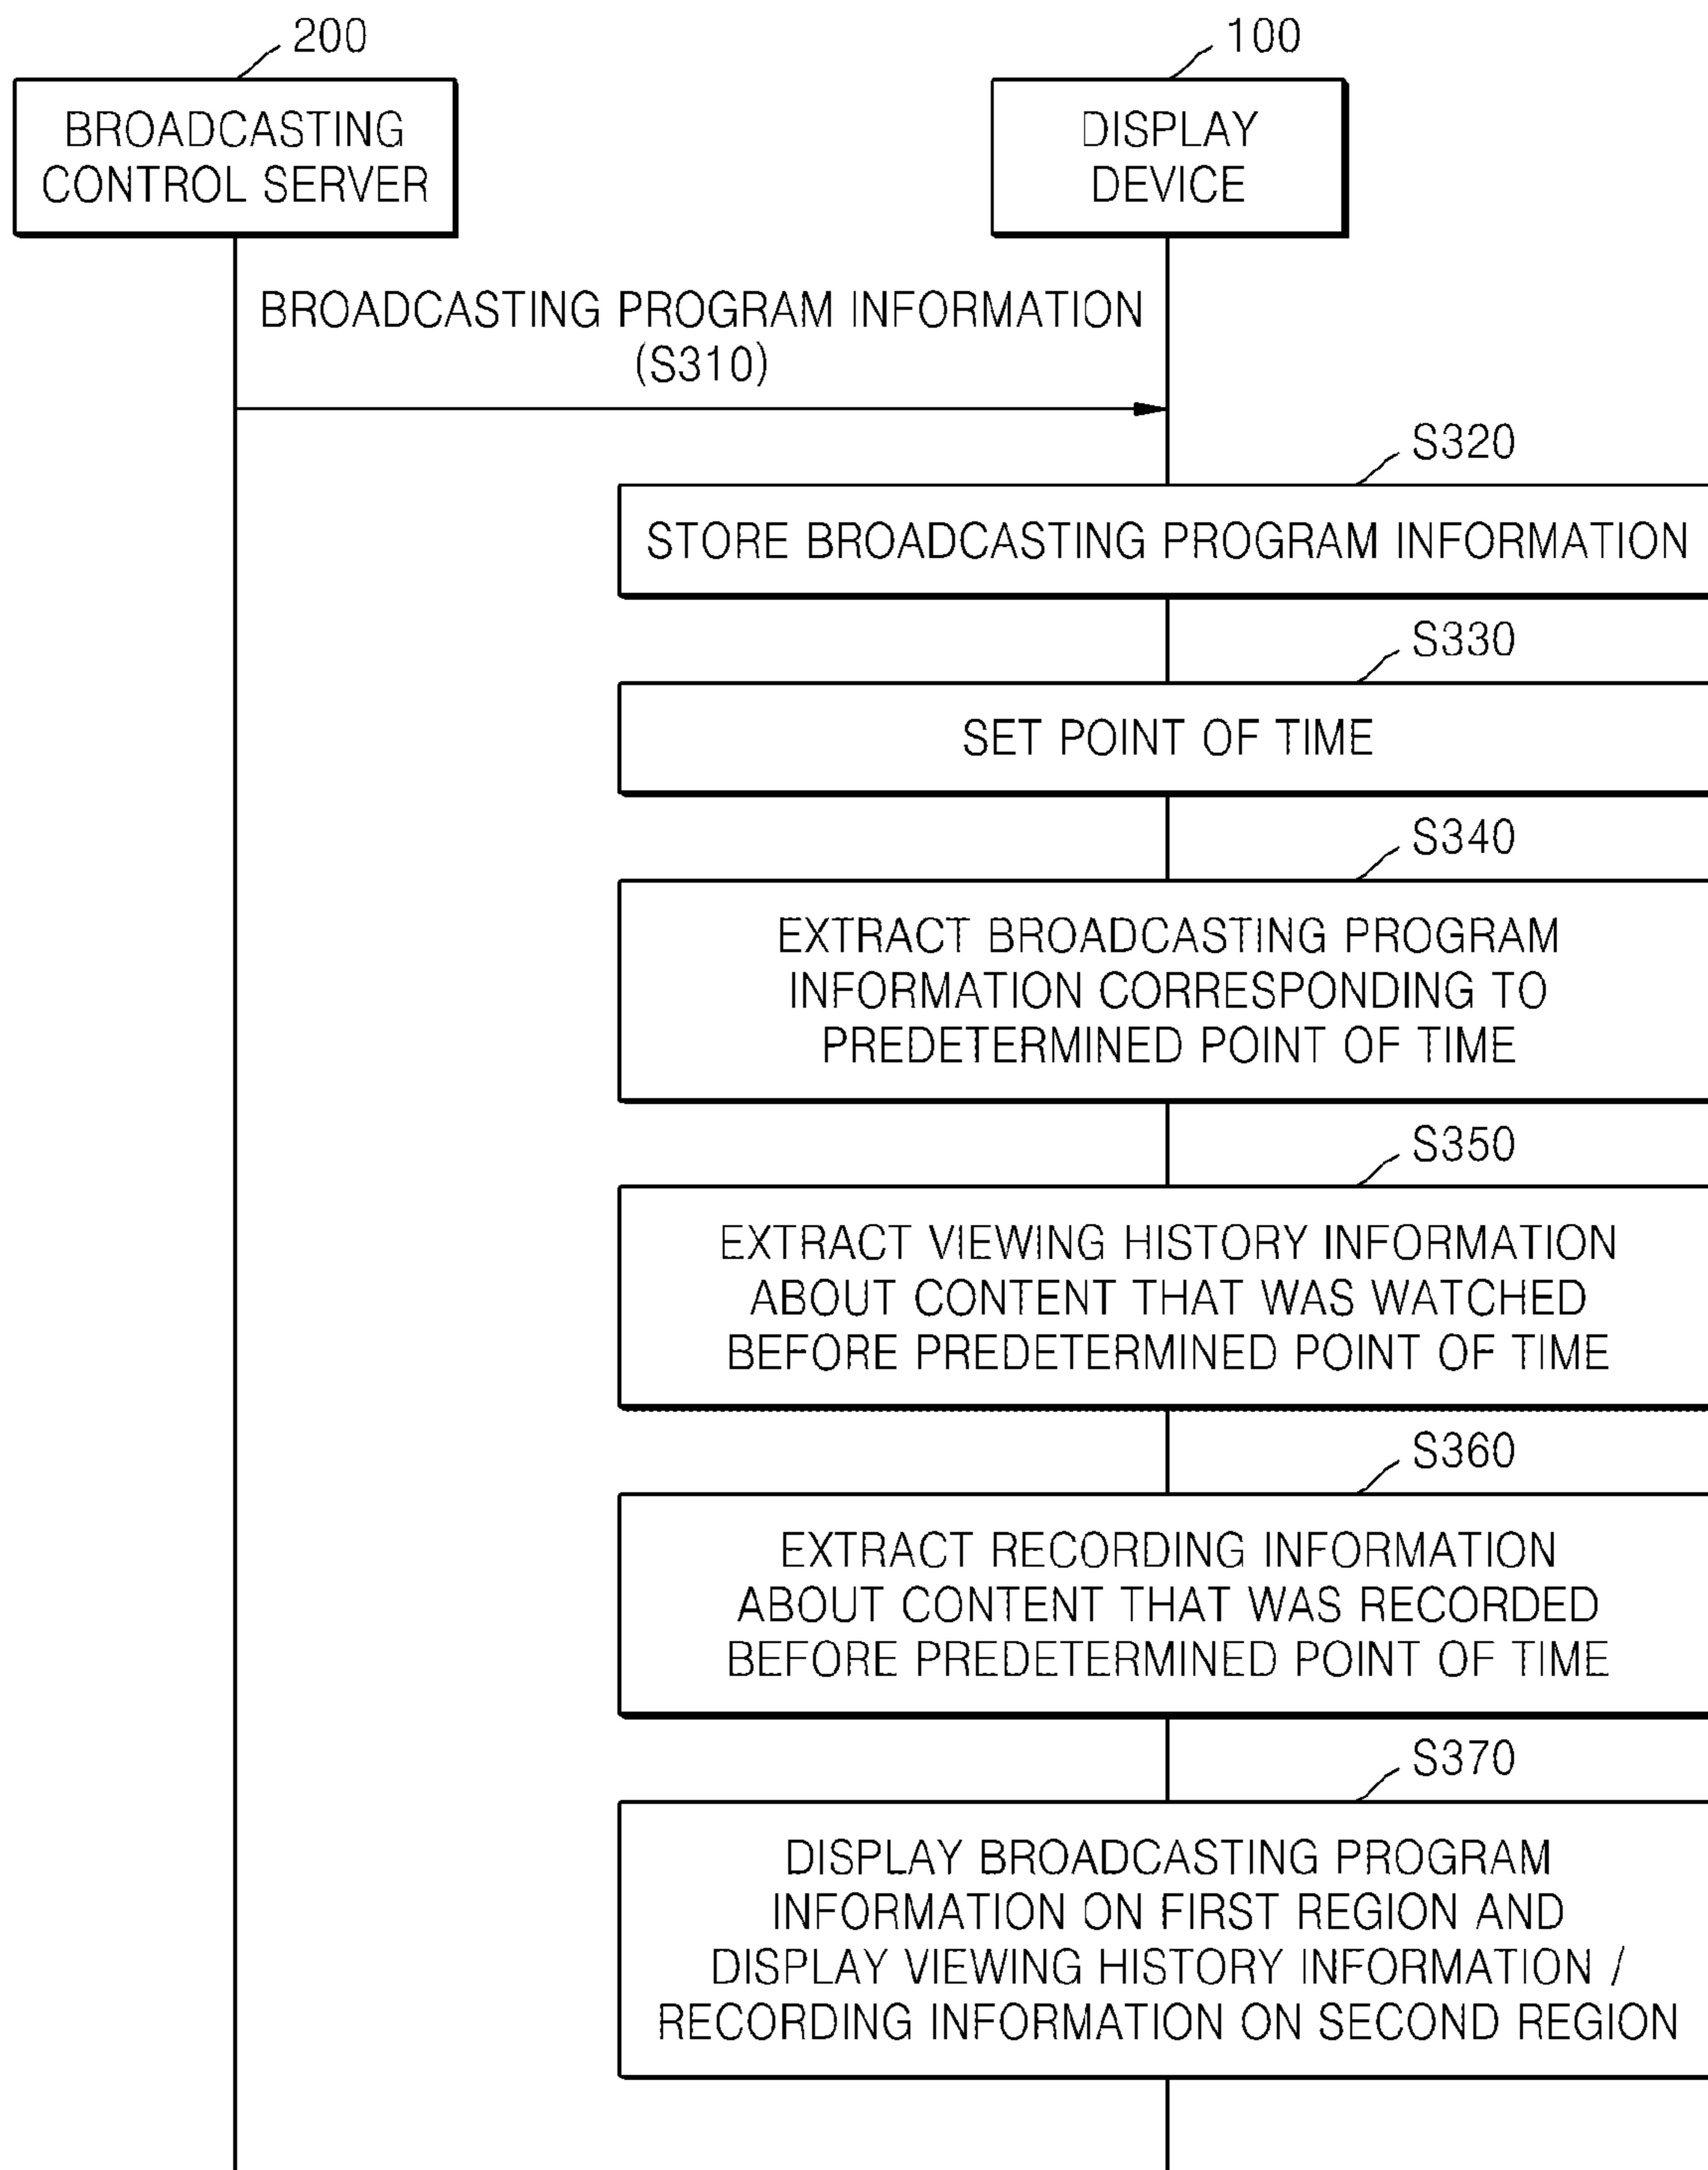 200
100
BROADCASTING
CONTROL SERVER
DISPLAY
DEVICE
BROADCASTING PROGRAM INFORMATION
(S310)
S320
STORE BROADCASTING PROGRAM INFORMATION
S330
SET POINT OF TIME
S340
EXTRACT BROADCASTING PROGRAM
INFORMATION CORRESPONDING TO
PREDETERMINED POINT OF TIME
S350
EXTRACT VIEWING HISTORY INFORMATION
ABOUT CONTENT THAT WAS WATCHED
BEFORE PREDETERMINED POINT OF TIME
S360
EXTRACT RECORDING INFORMATION
ABOUT CONTENT THAT WAS RECORDED
BEFORE PREDETERMINED POINT OF TIME
S370
DISPLAY BROADCASTING PROGRAM
INFORMATION ON FIRST REGION AND
DISPLAY VIEWING HISTORY INFORMATION /
RECORDING INFORMATION ON SECOND REGION